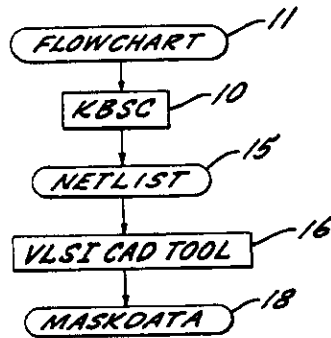 11
FLOWCHART
10
KBSC
15
NETLIST
16
VLSI CAD TOOL
18
MASKDATA